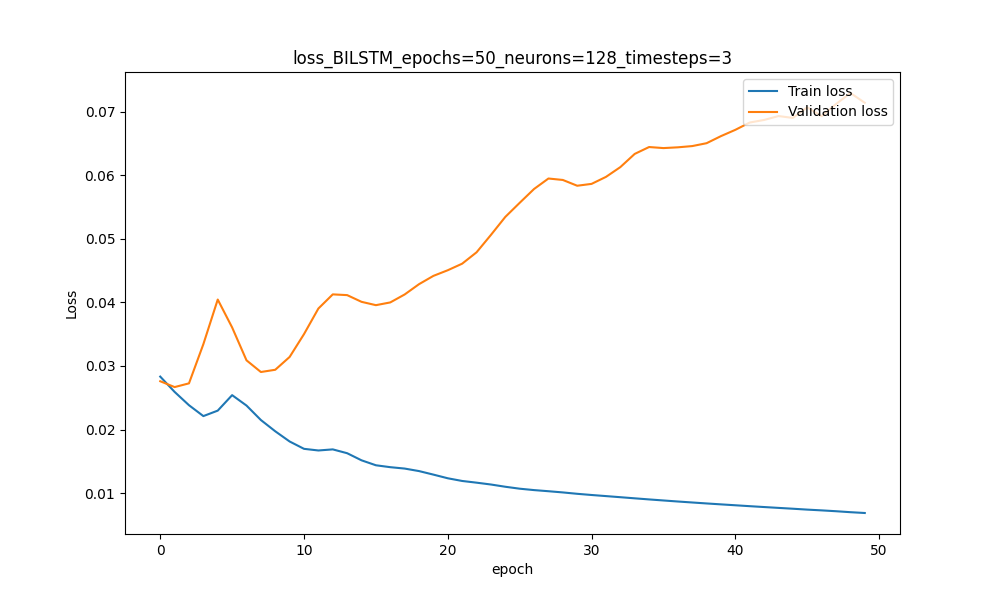 loss_BILSTM_epochs=50_neurons=128_timesteps=3
Train loss
Validation loss
0.07
0.06
0.05
0.04
0.03
0.02
0.01
Loss
0 10 20 30 40 50
epoch